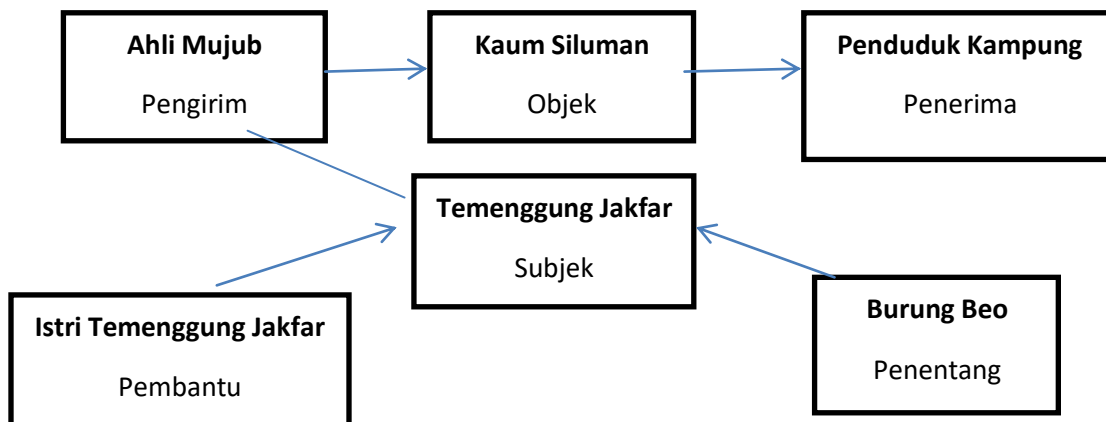 Ahli Mujub
Pengirim
Kaum Siluman
Objek
Penduduk Kampung
Penerima
Temenggung Jakfar
Subjek
Istri Temenggung Jakfar
Pembantu
Burung Beo
Penentang